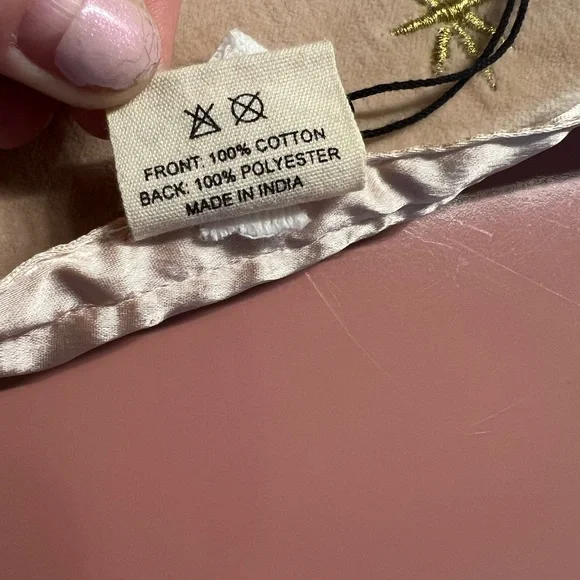 FRONT: 100% COTTON
BACK: 100% POLYESTER
MADE IN INDIA